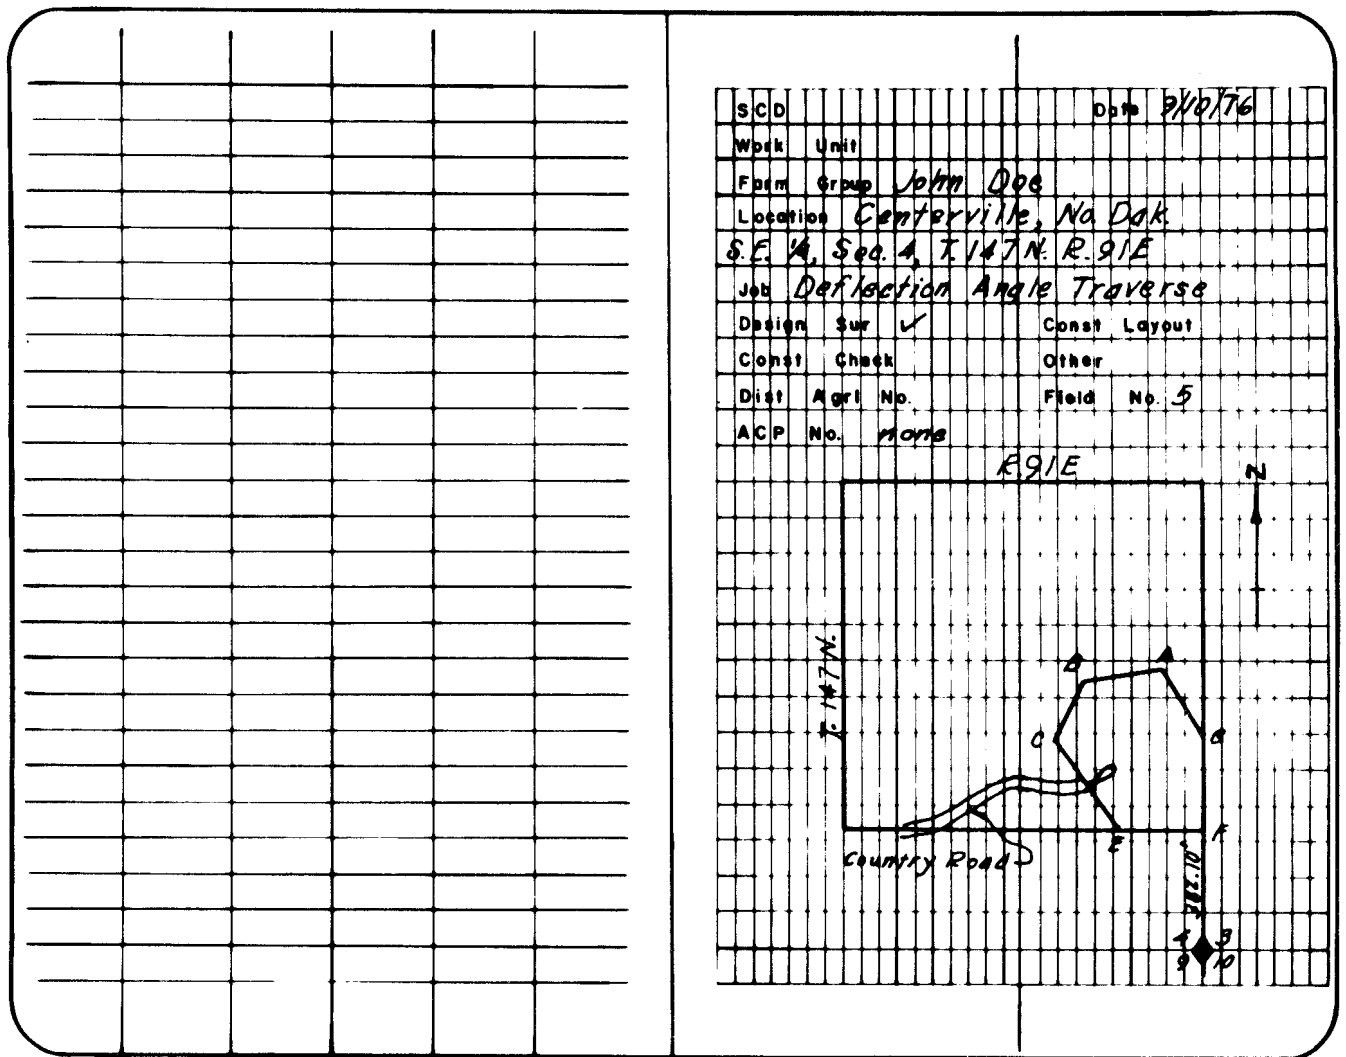 SCD Date 9/10/76
Work Unit
Farm Group John Doe
Location Centerville, No. Dak.
S.E. 1/4, Sec. 4, T. 147 N. R. 91E
Job Deflection Angle Traverse
Design Sur ✓ Const Layout
Const Check Other
Dist Agrt No. Field No. 5
ACP No. none
R. 91E
N
T. 147 N.
C
D
E
F
Country Road
4 3
9 10